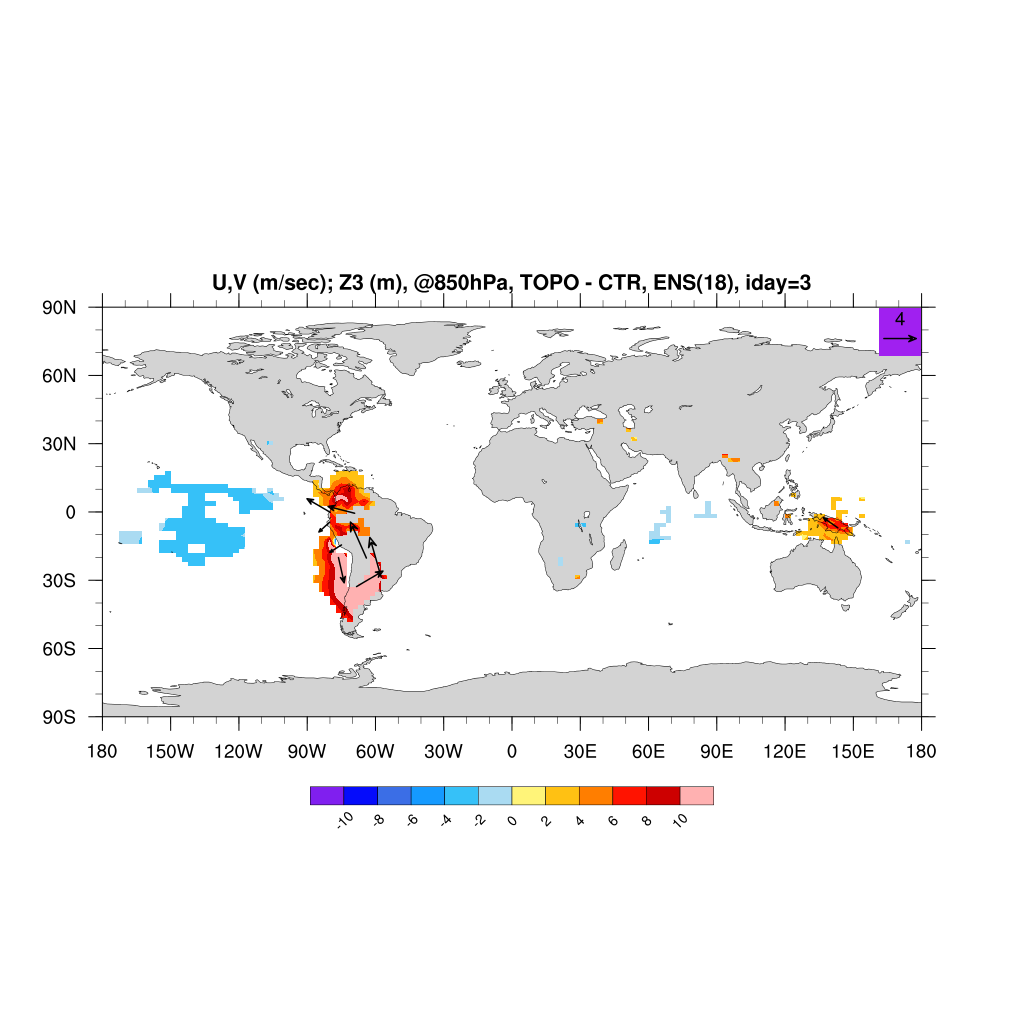 U,V (m/sec); Z3 (m), @850hPa, TOPO - CTR, ENS(18), iday=3
4
90N
60N
30N
0
30S
60S
90S
180 150W 120W 90W 60W 30W 0 30E 60E 90E 120E 150E 180
-10 -8 -6 -4 -2 0 2 4 6 8 10